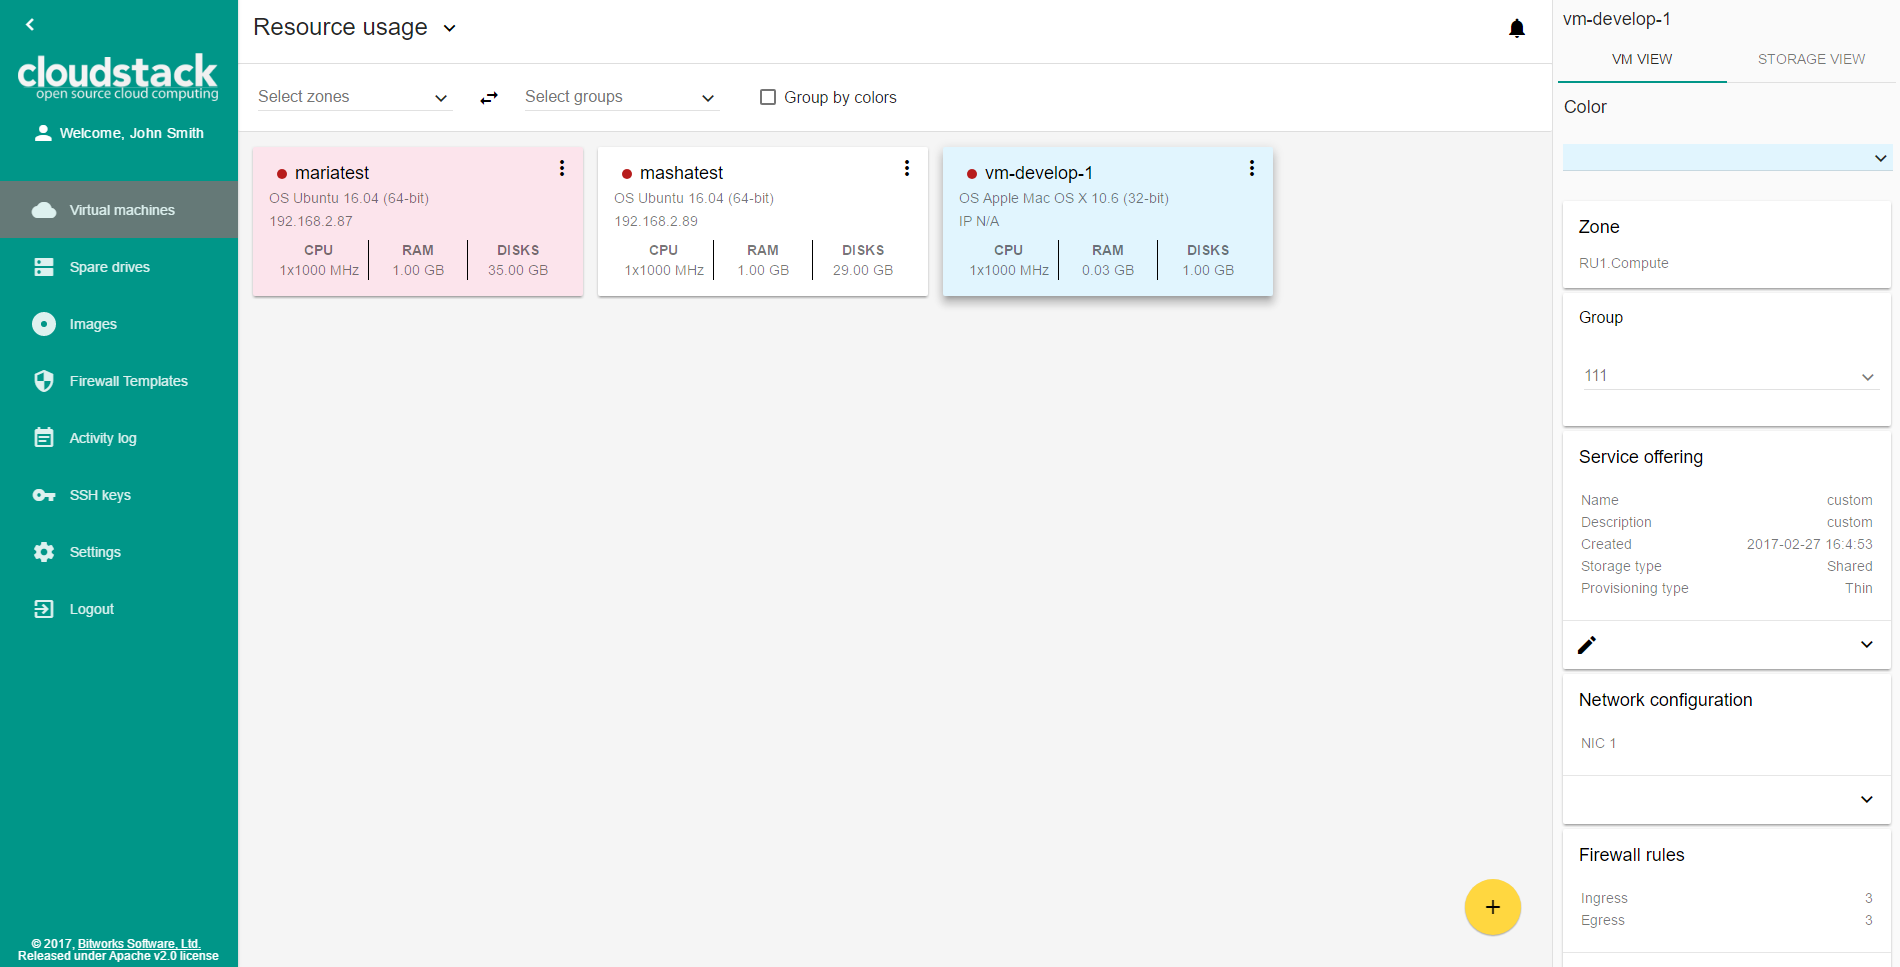 cloudstack
open source cloud computing
Welcome, John Smith
Virtual machines
Spare drives
Images
Firewall Templates
Activity log
SSH keys
Settings
Logout
© 2017, Bitworks Software, Ltd.
Released under Apache v2.0 license
Resource usage
Select zones
Select groups
Group by colors
mariatest
OS Ubuntu 16.04 (64-bit)
192.168.2.87
CPU RAM DISKS
1x1000 MHz 1.00 GB 35.00 GB
mashatest
OS Ubuntu 16.04 (64-bit)
192.168.2.89
CPU RAM DISKS
1x1000 MHz 1.00 GB 29.00 GB
vm-develop-1
OS Apple Mac OS X 10.6 (32-bit)
IP N/A
CPU RAM DISKS
1x1000 MHz 0.03 GB 1.00 GB
vm-develop-1
VM VIEW STORAGE VIEW
Color
Zone
RU1.Compute
Group
111
Service offering
Name custom
Description custom
Created 2017-02-27 16:4:53
Storage type Shared
Provisioning type Thin
Network configuration
NIC 1
Firewall rules
Ingress 3
Egress 3